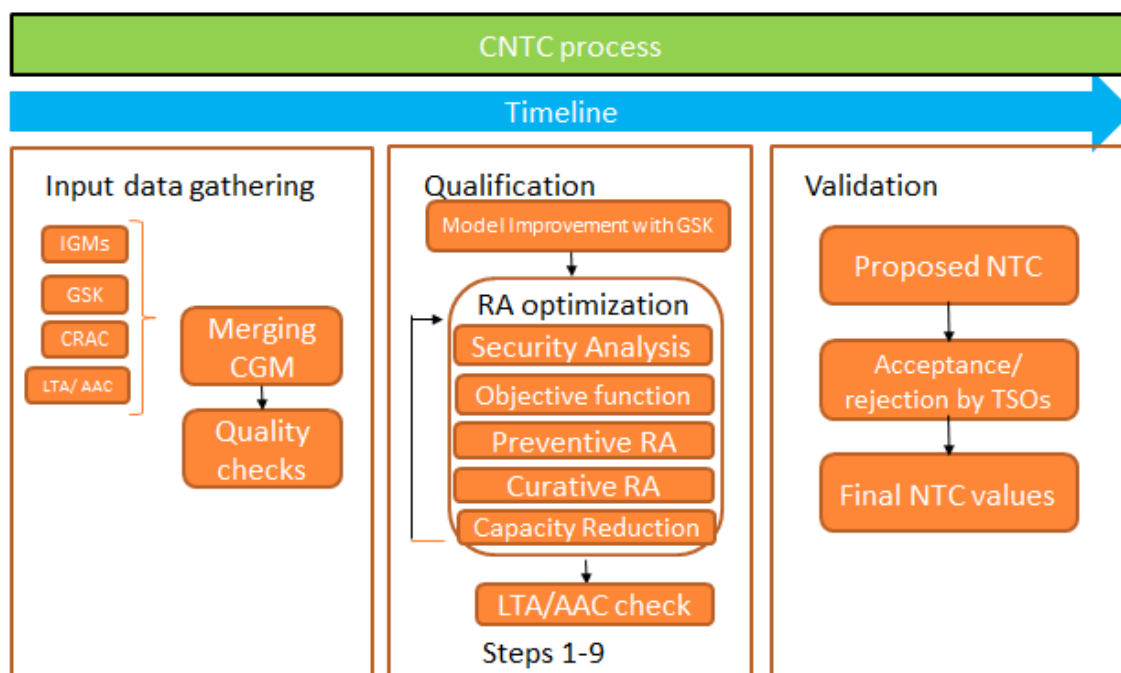 CNTC process
Timeline
Input data gathering
IGMs
GSK
CRAC
LTA/ AAC
Merging
CGM
Quality
checks
Qualification
Model Improvement with GSK
RA optimization
Security Analysis
Objective function
Preventive RA
Curative RA
Capacity Reduction
LTA/AAC check
Steps 1-9
Validation
Proposed NTC
Acceptance/
rejection by TSOs
Final NTC values